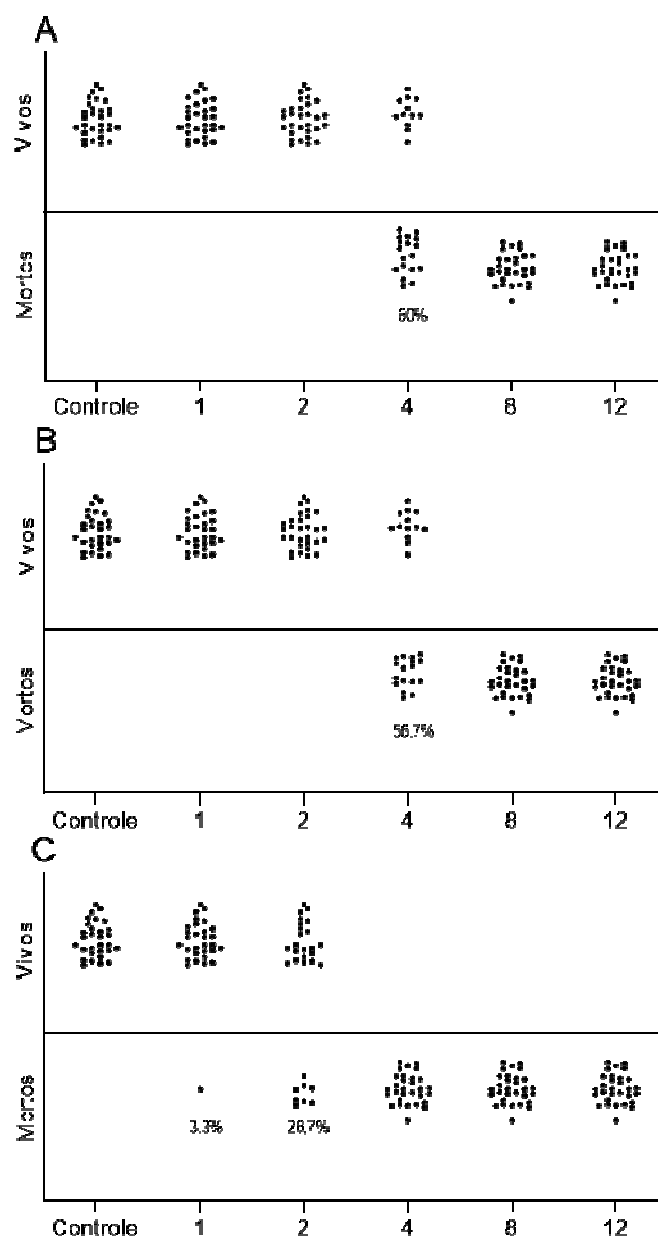 A
Vivos
Mortos
60%
Controle 1 2 4 8 12
B
Vivos
Vortos
56,7%
Controle 1 2 4 8 12
C
Vivos
Mortos
3,3% 26,7%
Controle 1 2 4 8 12